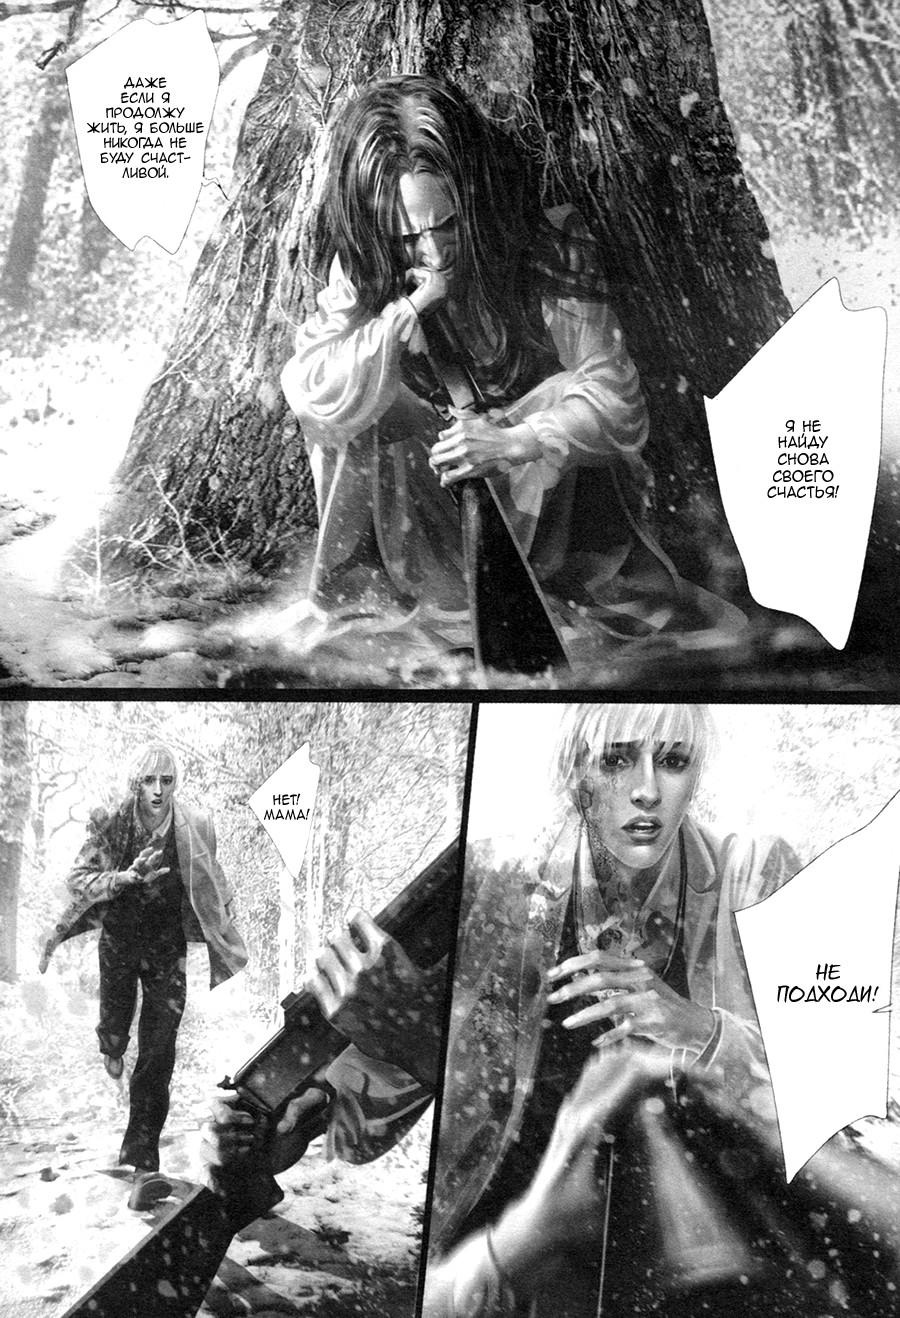 ДАЖЕ
ЕСЛИ Я
ПРОДОЛЖУ
ЖИТЬ, Я БОЛЬШЕ
НИКОГДА НЕ
БУДУ СЧАСТ-
ЛИВОЙ.
Я НЕ
НАЙДУ
СНОВА
СВОЕГО
СЧАСТЬЯ!
НЕТ!
МАМА!
НЕ
ПОДХОДИ!